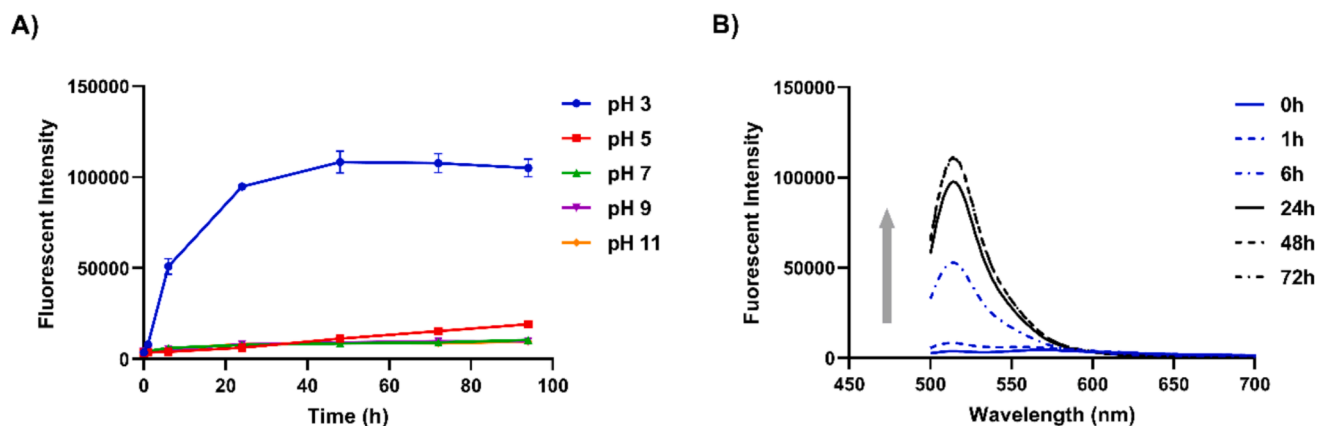 A)
150000
100000
50000
0
0
20
40
60
80
100
Fluorescent Intensity
Time (h)
pH 3
pH 5
pH 7
pH 9
pH 11
B)
150000
100000
50000
0
450
500
550
600
650
700
Fuorescent Intensity
Wavelength (nm)
0h
1h
6h
24h
48h
72h